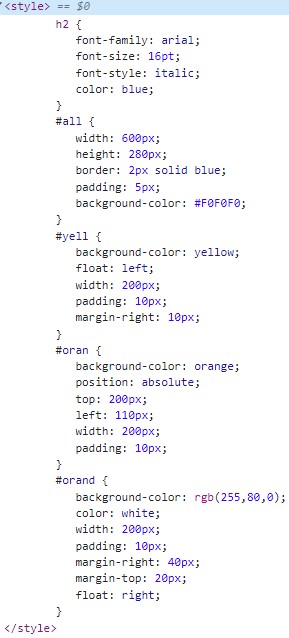 <style> == $0
h2 {
font-family: arial;
font-size: 16pt;
font-style: italic;
color: blue;
}
#all {
width: 600px;
height: 280px;
border: 2px solid blue;
padding: 5px;
background-color: #F0F0F0;
}
#yell {
background-color: yellow;
float: left;
width: 200px;
padding: 10px;
margin-right: 10px;
}
#oran {
background-color: orange;
position: absolute;
top: 200px;
left: 110px;
width: 200px;
padding: 10px;
}
#orand {
background-color: rgb(255,80,0);
color: white;
width: 200px;
padding: 10px;
margin-right: 40px;
margin-top: 20px;
float: right;
}
</style>